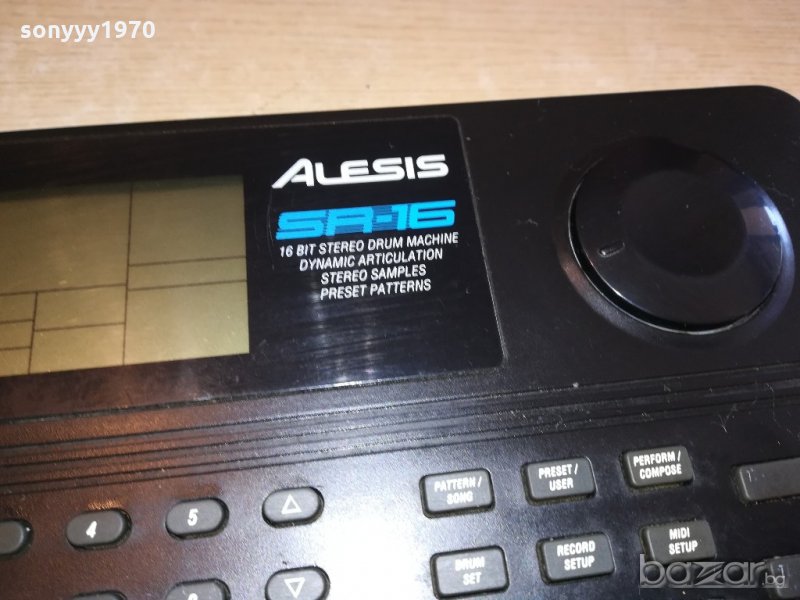 sonyyy1970
ALESIS
SR-16
16 BIT STEREO DRUM MACHINE
DYNAMIC ARTICULATION
STEREO SAMPLES
PRESET PATTERNS
PATTERN/
SONG
PRESET/
USER
PERFORM/
COMPOSE
4
5
DRUM
SET
RECORD
SETUP
MIDI
SETUP
bazar.bg